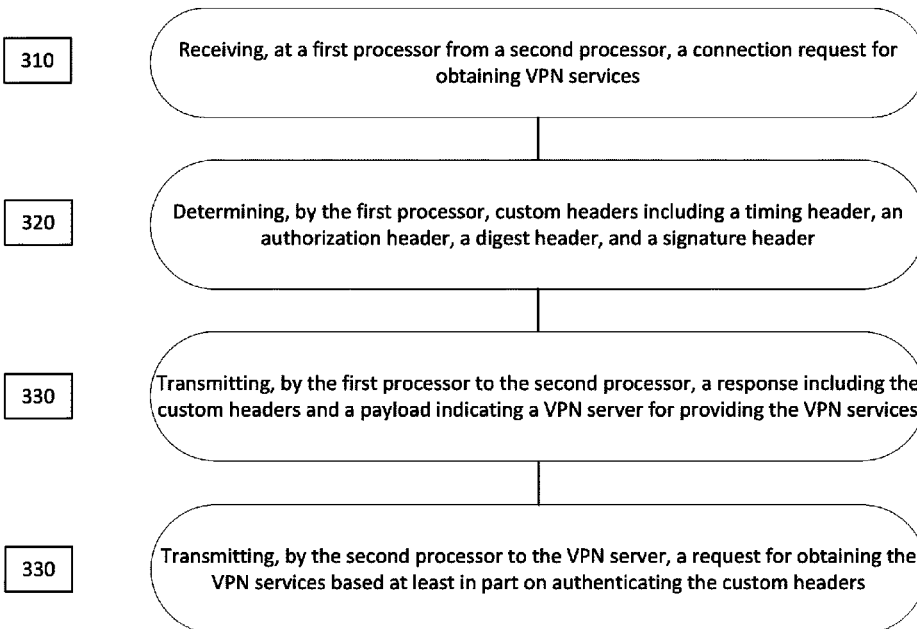 310
Receiving, at a first processor from a second processor, a connection request for
obtaining VPN services
320
Determining, by the first processor, custom headers including a timing header, an
authorization header, a digest header, and a signature header
330
Transmitting, by the first processor to the second processor, a response including the
custom headers and a payload indicating a VPN server for providing the VPN services
330
Transmitting, by the second processor to the VPN server, a request for obtaining the
VPN services based at least in part on authenticating the custom headers